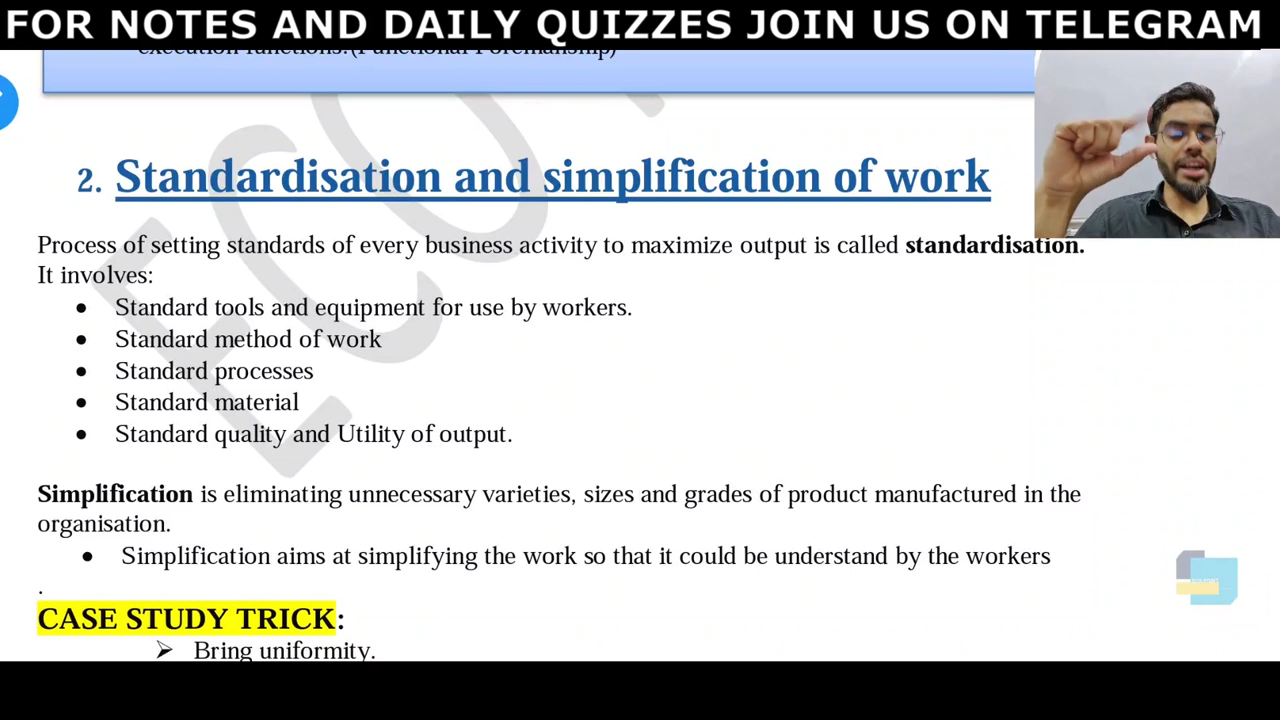 FOR NOTES AND DAILY QUIZZES JOIN US ON TELEGRAM
execution functions.(Functional Foremanship)
2. Standardisation and simplification of work
Process of setting standards of every business activity to maximize output is called standardisation.
It involves:
• Standard tools and equipment for use by workers.
• Standard method of work
• Standard processes
• Standard material
• Standard quality and Utility of output.
Simplification is eliminating unnecessary varieties, sizes and grades of product manufactured in the
organisation.
• Simplification aims at simplifying the work so that it could be understand by the workers
.
CASE STUDY TRICK:
➢ Bring uniformity.